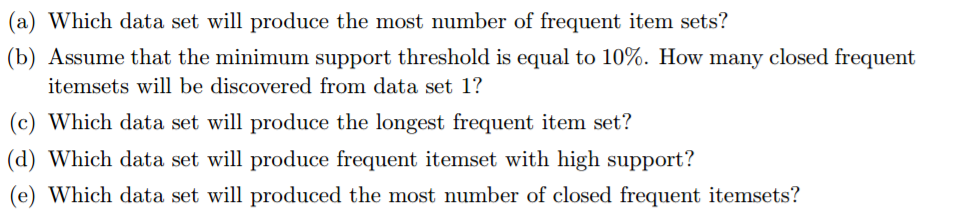 (a) Which data set will produce the most number of frequent item sets?
(b) Assume that the minimum support threshold is equal to 10%. How many closed frequent
itemsets will be discovered from data set 1?
(c) Which data set will produce the longest frequent item set?
(d) Which data set will produce frequent itemset with high support?
(e) Which data set will produced the most number of closed frequent itemsets?